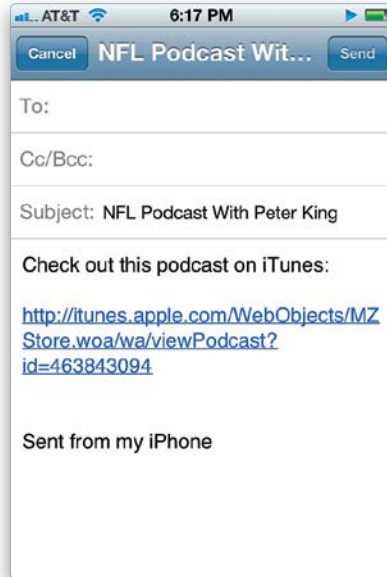 AT&T 6:17 PM
Cancel NFL Podcast Wit... Send
To:
Cc/Bcc:
Subject: NFL Podcast With Peter King
Check out this podcast on iTunes:
http://itunes.apple.com/WebObjects/MZ
Store.woa/wa/viewPodcast?
id=463843094
Sent from my iPhone